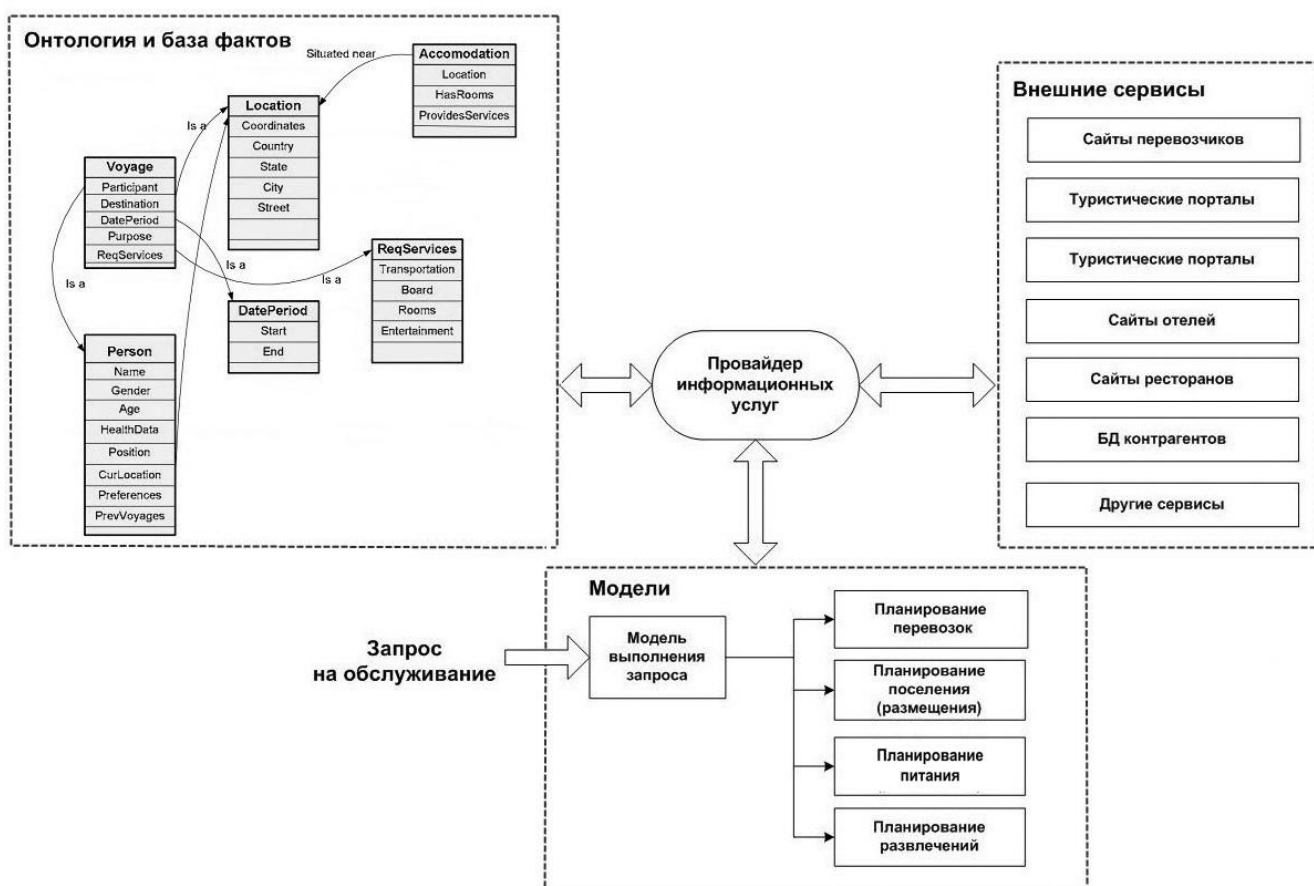 Онтология и база фактов
Situated near
Accomodation
Location
HasRooms
ProvidesServices
Is a
Location
Coordinates
Country
State
City
Street
Voyage
Participant
Destination
DatePeriod
Purpose
ReqServices
Is a
Is a
Is a
ReqServices
Transportation
Board
Rooms
Entertainment
DatePeriod
Start
End
Person
Name
Gender
Age
HealthData
Position
CurLocation
Preferences
PrevVoyages
Провайдер
информационных
услуг
Внешние сервисы
Сайты перевозчиков
Туристические порталы
Туристические порталы
Сайты отелей
Сайты ресторанов
БД контрагентов
Другие сервисы
Запрос
на обслуживание
Модели
Модель
выполнения
запроса
Планирование
перевозок
Планирование
поселения
(размещения)
Планирование
питания
Планирование
развлечений